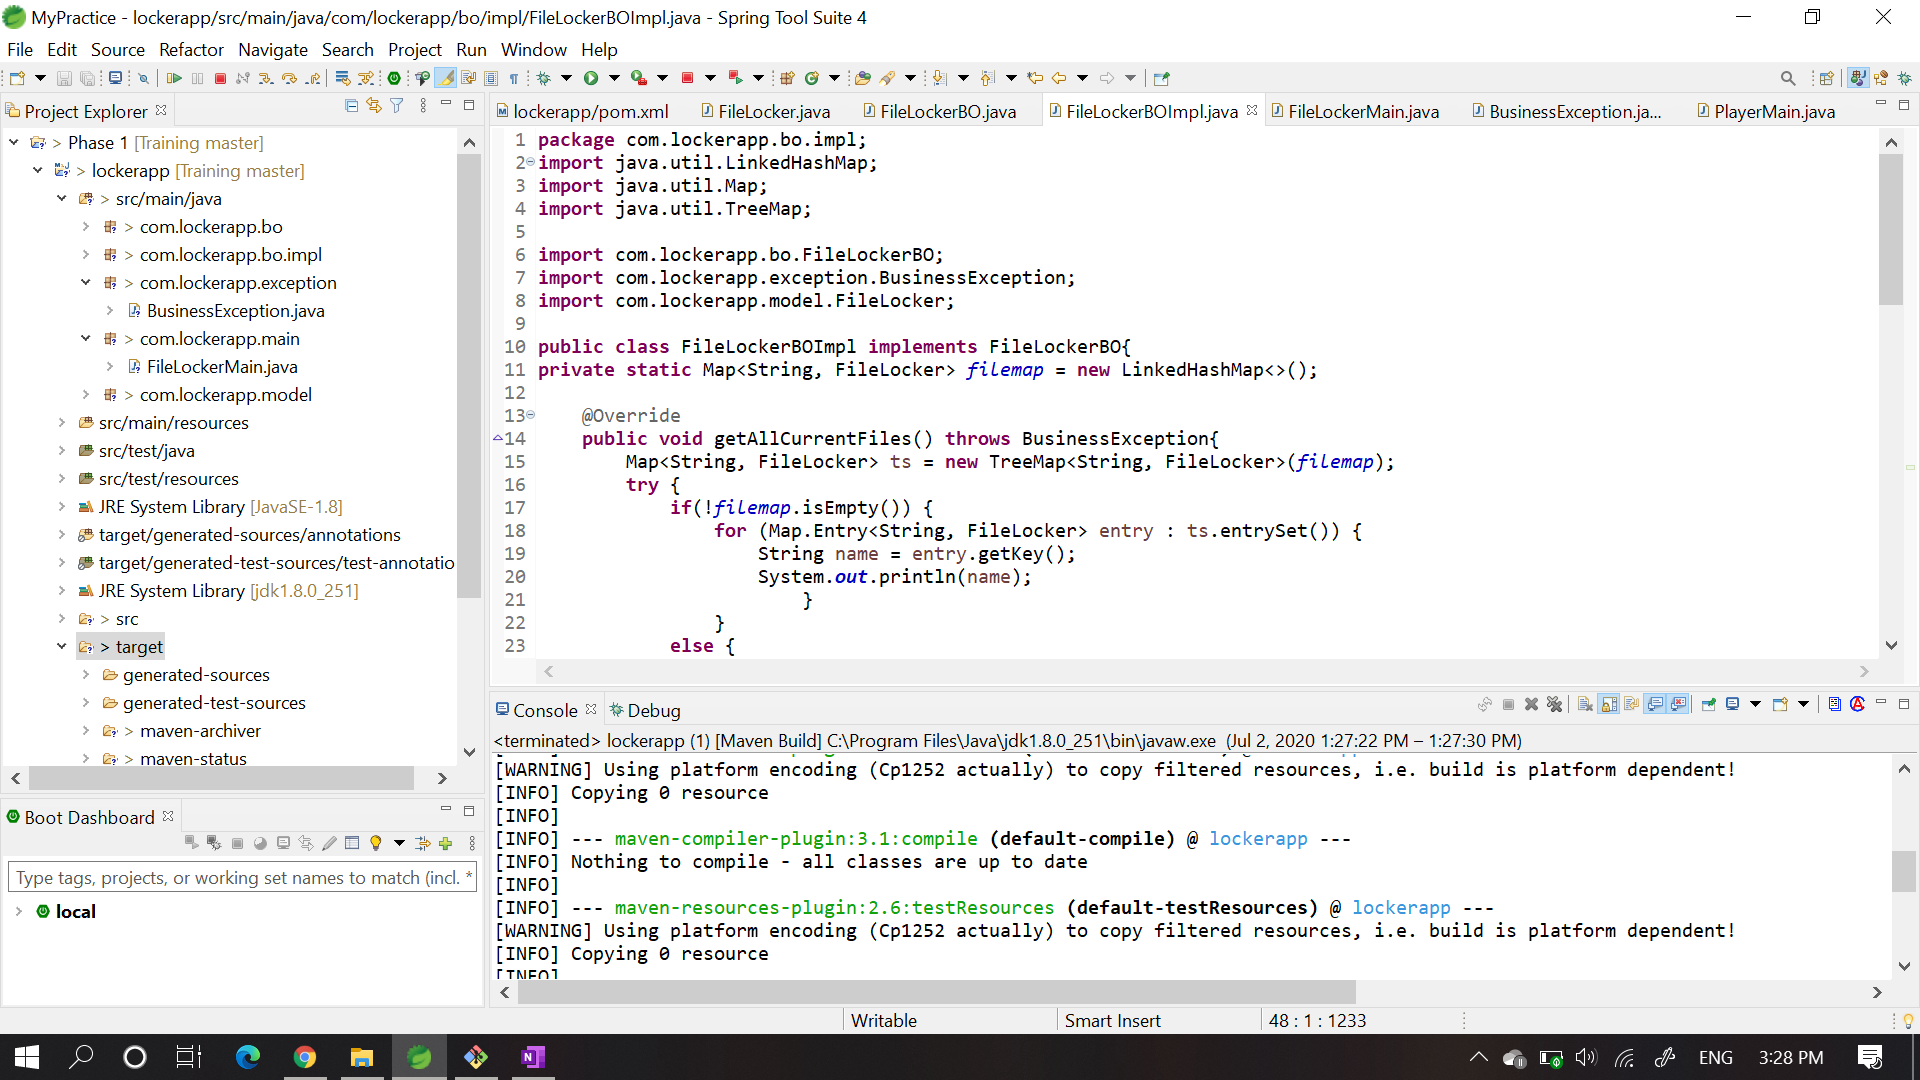 MyPractice - lockerapp/src/main/java/com/lockerapp/bo/impl/FileLockerBOImpl.java - Spring Tool Suite 4
File Edit Source Refactor Navigate Search Project Run Window Help
Project Explorer
> Phase 1 [Training master]
> lockerapp [Training master]
> src/main/java
> com.lockerapp.bo
> com.lockerapp.bo.impl
> com.lockerapp.exception
BusinessException.java
> com.lockerapp.main
FileLockerMain.java
> com.lockerapp.model
src/main/resources
src/test/java
src/test/resources
JRE System Library [JavaSE-1.8]
target/generated-sources/annotations
target/generated-test-sources/test-annotatio
JRE System Library [jdk1.8.0_251]
> src
> target
generated-sources
generated-test-sources
> maven-archiver
> maven-status
Boot Dashboard
Type tags, projects, or working set names to match (incl. *
local
lockerapp/pom.xml FileLocker.java FileLockerBO.java FileLockerBOImpl.java FileLockerMain.java BusinessException.ja... PlayerMain.java
1 package com.lockerapp.bo.impl;
2 import java.util.LinkedHashMap;
3 import java.util.Map;
4 import java.util.TreeMap;
5
6 import com.lockerapp.bo.FileLockerBO;
7 import com.lockerapp.exception.BusinessException;
8 import com.lockerapp.model.FileLocker;
9
10 public class FileLockerBOImpl implements FileLockerBO{
11 private static Map<String, FileLocker> filemap = new LinkedHashMap<>();
12
13 @Override
14 public void getAllCurrentFiles() throws BusinessException{
15 Map<String, FileLocker> ts = new TreeMap<String, FileLocker>(filemap);
16 try {
17 if(!filemap.isEmpty()) {
18 for (Map.Entry<String, FileLocker> entry : ts.entrySet()) {
19 String name = entry.getKey();
20 System.out.println(name);
21 }
22 }
23 else {
Console Debug
<terminated> lockerapp (1) [Maven Build] C:\Program Files\Java\jdk1.8.0_251\bin\javaw.exe (Jul 2, 2020 1:27:22 PM – 1:27:30 PM)
[WARNING] Using platform encoding (Cp1252 actually) to copy filtered resources, i.e. build is platform dependent!
[INFO] Copying 0 resource
[INFO]
[INFO] --- maven-compiler-plugin:3.1:compile (default-compile) @ lockerapp ---
[INFO] Nothing to compile - all classes are up to date
[INFO]
[INFO] --- maven-resources-plugin:2.6:testResources (default-testResources) @ lockerapp ---
[WARNING] Using platform encoding (Cp1252 actually) to copy filtered resources, i.e. build is platform dependent!
[INFO] Copying 0 resource
[INFO]
Writable Smart Insert 48 : 1 : 1233
ENG 3:28 PM